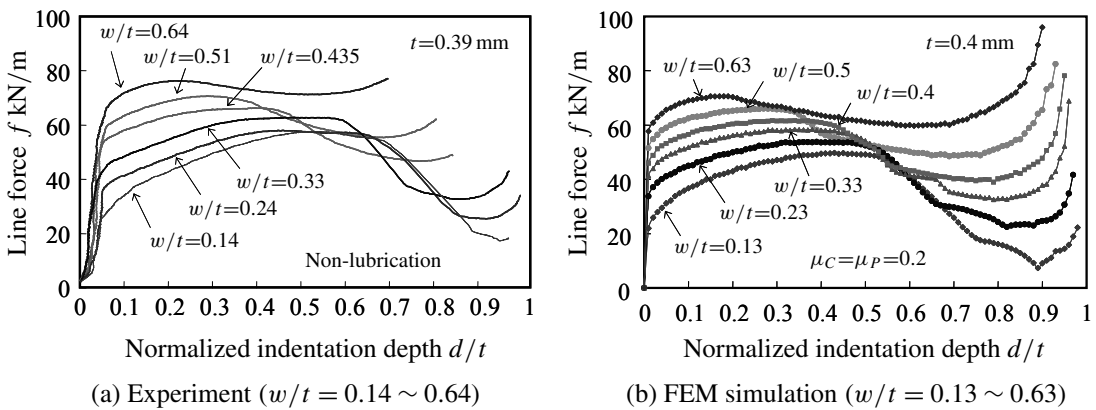 100
80
60
40
20
0
Line force f kN/m
w/t=0.64
w/t=0.51
w/t=0.435
t=0.39 mm
w/t=0.33
w/t=0.24
w/t=0.14
Non-lubrication
0 0.1 0.2 0.3 0.4 0.5 0.6 0.7 0.8 0.9 1
Normalized indentation depth d/t
(a) Experiment (w/t = 0.14 ~ 0.64)
100
80
60
40
20
0
Line force f kN/m
t=0.4 mm
w/t=0.63
w/t=0.5
w/t=0.4
w/t=0.33
w/t=0.23
w/t=0.13
μC=μP=0.2
0 0.1 0.2 0.3 0.4 0.5 0.6 0.7 0.8 0.9 1
Normalized indentation depth d/t
(b) FEM simulation (w/t = 0.13 ~ 0.63)